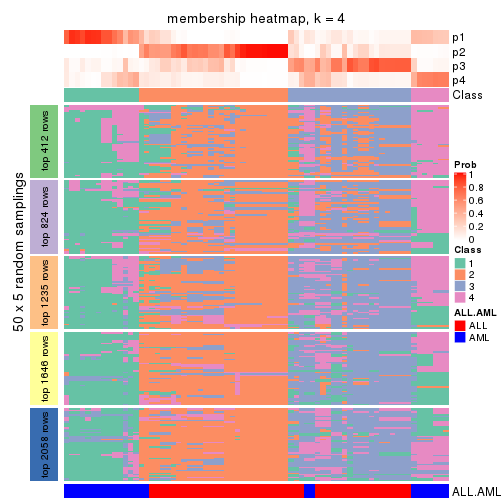 membership heatmap, k = 4
p1
p2
p3
p4
Class
50 x 5 random samplings
top 412 rows
top 824 rows
top 1235 rows
top 1646 rows
top 2058 rows
Prob
1
0.8
0.6
0.4
0.2
0
Class
1
2
3
4
ALL.AML
ALL
AML
ALL.AML